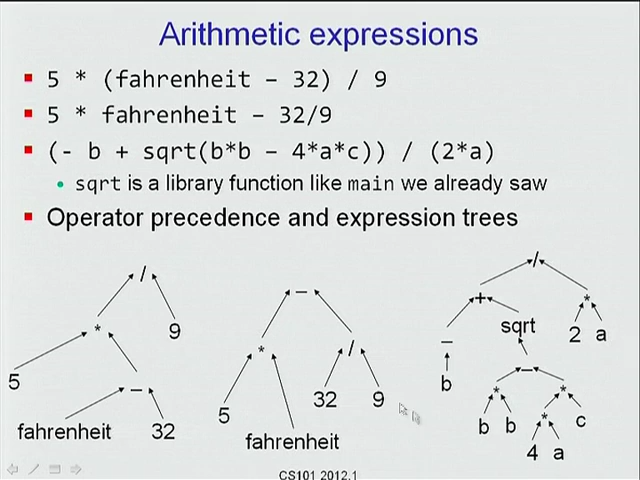 Arithmetic expressions
5 * (fahrenheit – 32) / 9
5 * fahrenheit – 32/9
(- b + sqrt(b*b – 4*a*c)) / (2*a)
sqrt is a library function like main we already saw
Operator precedence and expression trees
/
* 9
5 –
fahrenheit 32
–
* /
5 32 9
fahrenheit
/
+ *
– sqrt 2 a
b –
* *
b b * c
4 a
CS101 2012.1